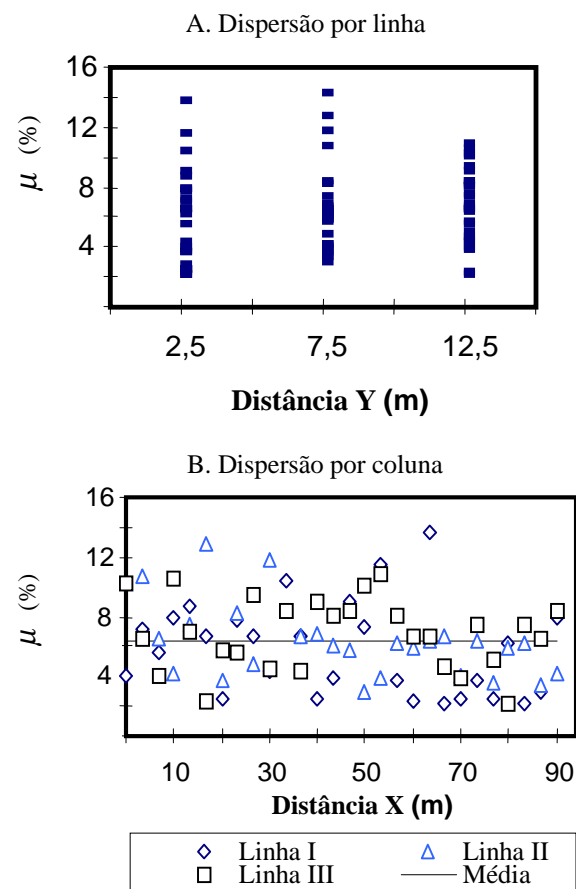 A. Dispersão por linha
16
12
8
4
μ (%)
2,5 7,5 12,5
Distância Y (m)
B. Dispersão por coluna
16
12
8
4
μ (%)
10 30 50 70 90
Distância X (m)
Linha I Linha II
Linha III Média